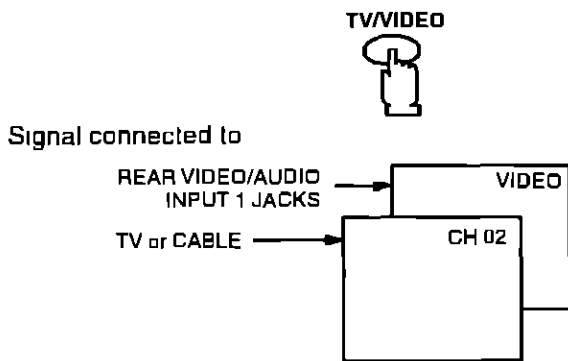 TV/VIDEO
Signal connected to
REAR VIDEO/AUDIO
INPUT 1 JACKS
VIDEO
TV or CABLE
CH 02